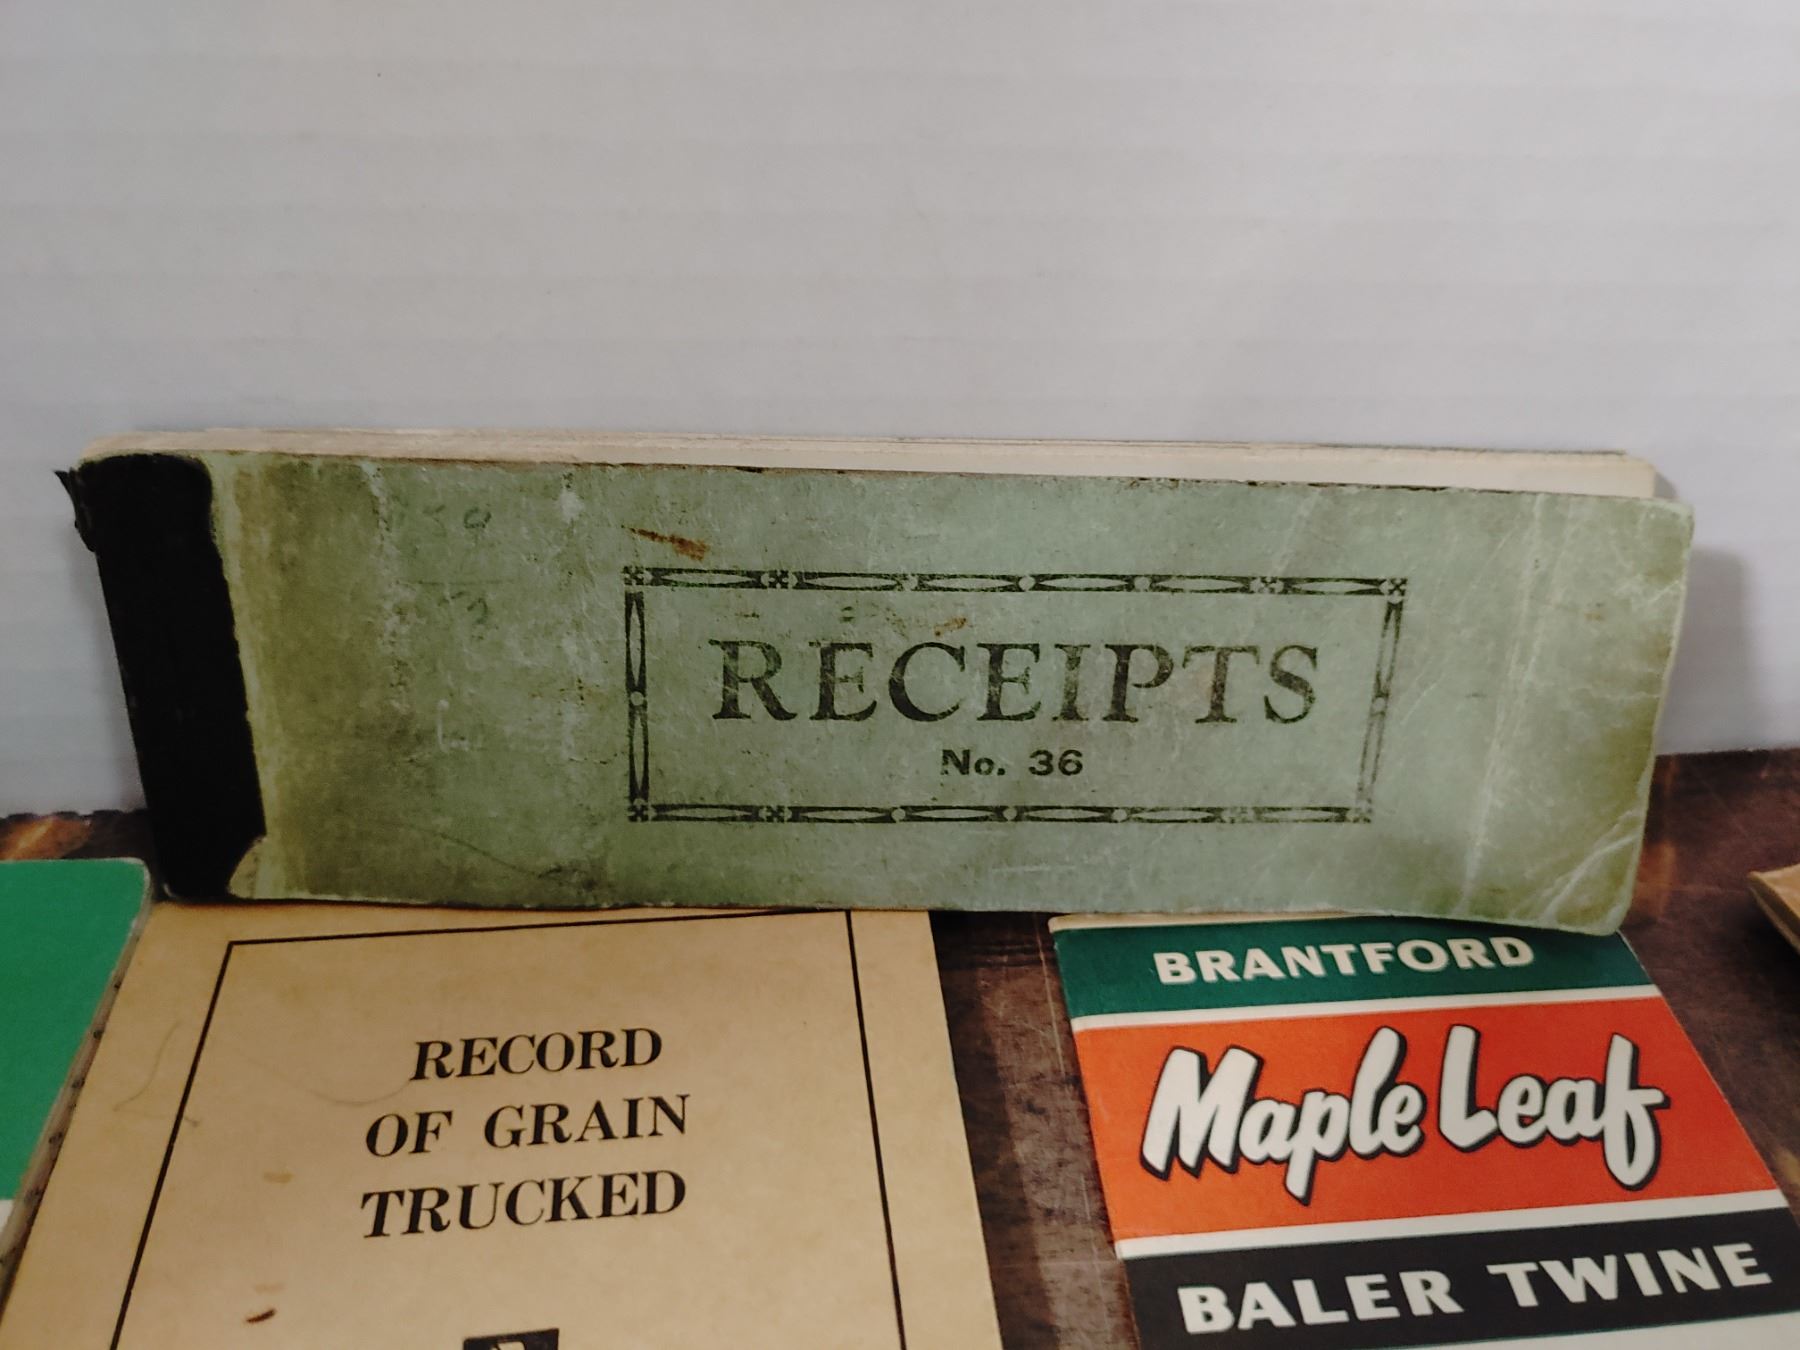 RECEIPTS
No. 36
RECORD
OF GRAIN
TRUCKED
BRANTFORD
Maple Leaf
BALER TWINE